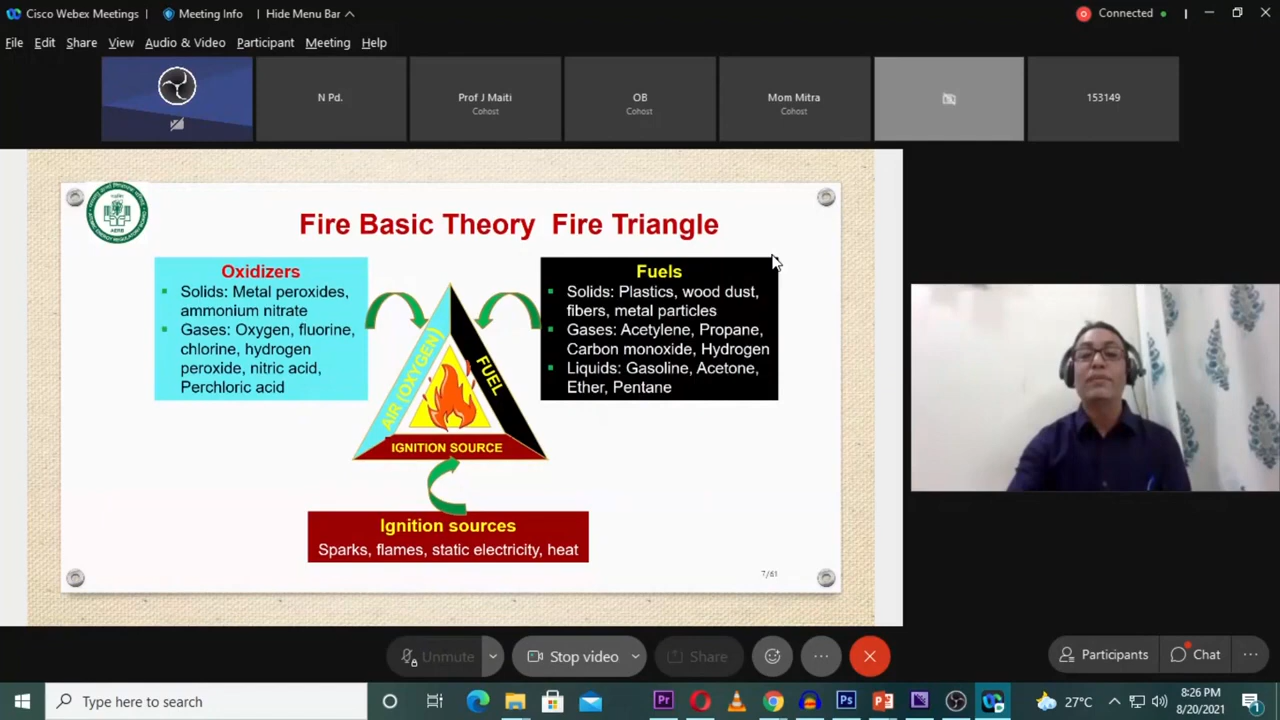 Cisco Webex Meetings
Meeting Info
Hide Menu Bar
Connected
File Edit Share View Audio & Video Participant Meeting Help
N Pd.
Prof J Maiti
Cohost
OB
Cohost
Mom Mitra
Cohost
153149
AERB
Fire Basic Theory Fire Triangle
Oxidizers
Solids: Metal peroxides,
ammonium nitrate
Gases: Oxygen, fluorine,
chlorine, hydrogen
peroxide, nitric acid,
Perchloric acid
AIR (OXYGEN)
FUEL
IGNITION SOURCE
Fuels
Solids: Plastics, wood dust,
fibers, metal particles
Gases: Acetylene, Propane,
Carbon monoxide, Hydrogen
Liquids: Gasoline, Acetone,
Ether, Pentane
Ignition sources
Sparks, flames, static electricity, heat
7/61
Unmute
Stop video
Share
Participants
Chat
Type here to search
Pr
Ps
27°C
8:26 PM
8/20/2021
1